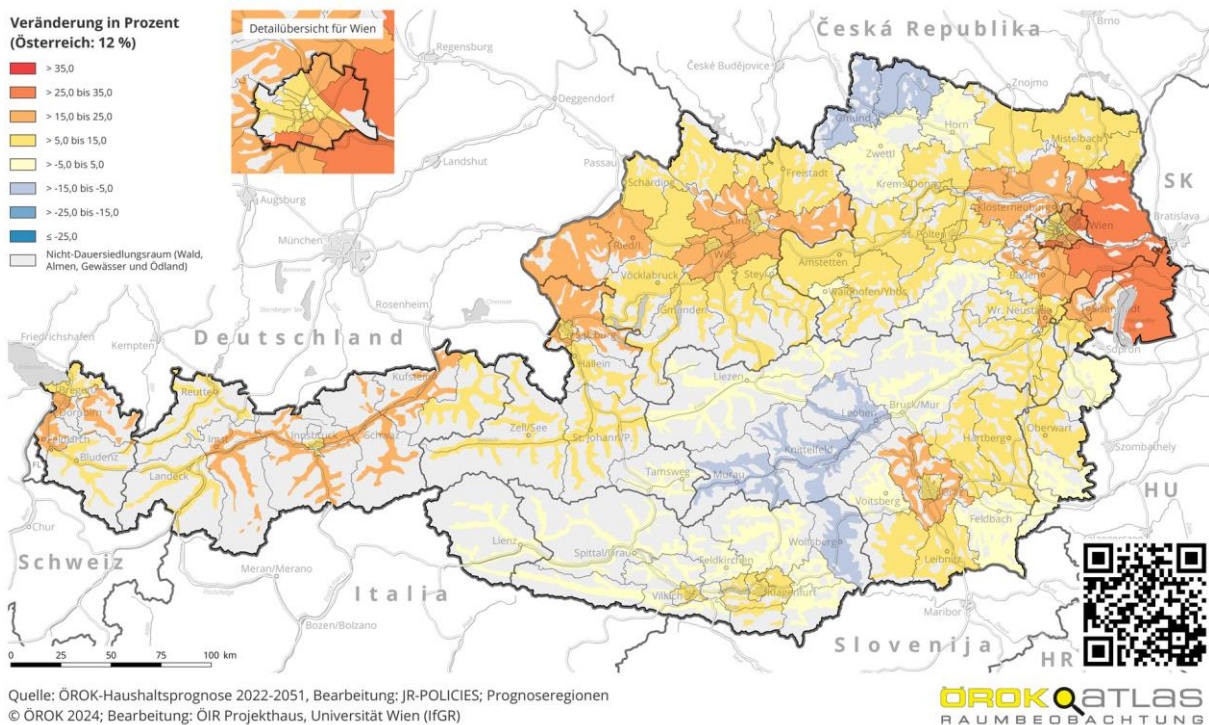 Veränderung in Prozent
(Österreich: 12 %)
> 35,0
> 25,0 bis 35,0
> 15,0 bis 25,0
> 5,0 bis 15,0
> -5,0 bis 5,0
> -15,0 bis -5,0
> -25,0 bis -15,0
≤ -25,0
Nicht-Dauersiedlungsraum (Wald,
Almen, Gewässer und Ödland)
Detailübersicht für Wien
Česká Republika
Brno
Regensburg
České Budějovice
Znojmo
Deggendorf
Gmünd
Horn
Mistelbach
Landshut
Passau
Zwettl
Freistadt
Krems/Donau
SK
Schärding
Augsburg
Klosterneuburg
Bratislava
Wien
München
Ried/I.
Wels
St. Pölten
Amstetten
Vöcklabruck
Steyr
Baden
Waidhofen/Ybbs
Rosenheim
Chiemsee
Gmunden
Wr. Neustadt
Friedrichshafen
Kempten
Deutschland
Sopron
Hallein
Kufstein
Liezen
Bregenz
Reutte
Leoben
Bruck/Mur
Dornbirn
Zell/See
St. Johann/P.
Hartberg
Oberwart
Feldkirch
Imst
Innsbruck
Schwaz
Knittelfeld
Szombathely
Bludenz
FL
Landeck
Tamsweg
Murau
Voitsberg
Graz
HU
Chur
Feldbach
Lienz
Spittal/Drau
Wolfsberg
Feldkirchen
Leibnitz
Schweiz
Meran/Merano
Villach
Klagenfurt
Italia
Maribor
Bozen/Bolzano
Slovenija
HR
0 25 50 75 100 km
Quelle: ÖROK-Haushaltsprognose 2022-2051, Bearbeitung: JR-POLICIES; Prognoseregionen
© ÖROK 2024; Bearbeitung: ÖIR Projekthaus, Universität Wien (IfGR)
ÖROK ATLAS
RAUMBEOBACHTUNG